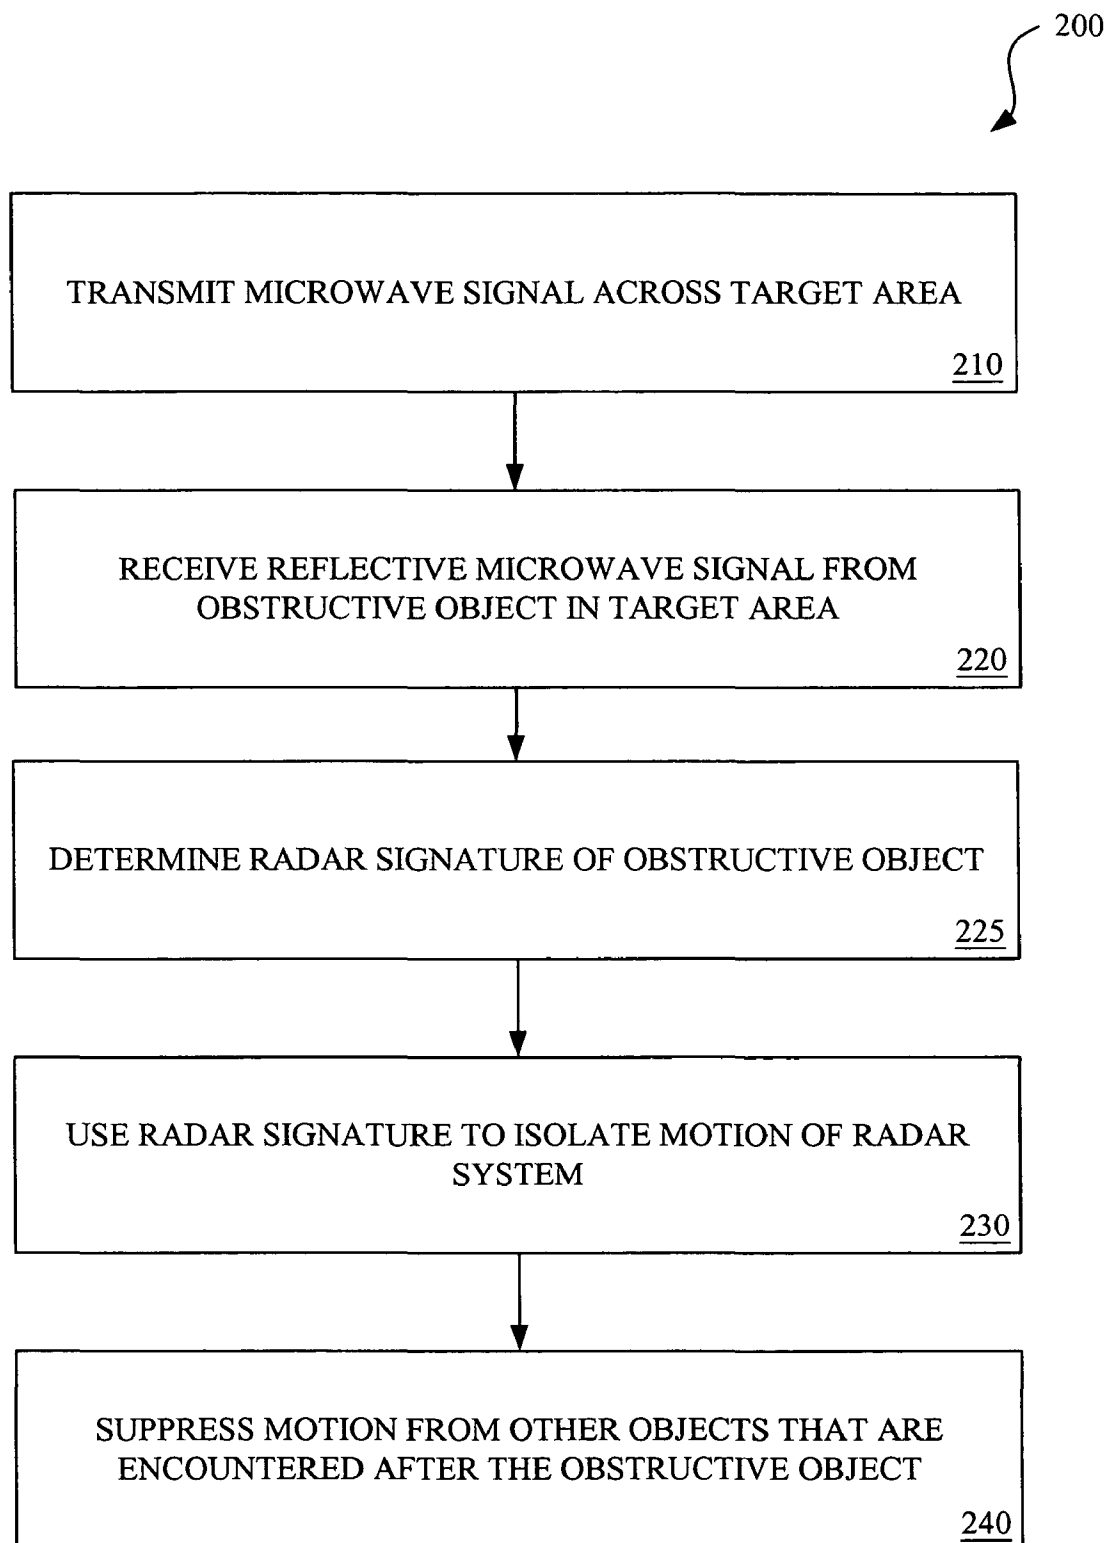 200
TRANSMIT MICROWAVE SIGNAL ACROSS TARGET AREA
210
RECEIVE REFLECTIVE MICROWAVE SIGNAL FROM
OBSTRUCTIVE OBJECT IN TARGET AREA
220
DETERMINE RADAR SIGNATURE OF OBSTRUCTIVE OBJECT
225
USE RADAR SIGNATURE TO ISOLATE MOTION OF RADAR
SYSTEM
230
SUPPRESS MOTION FROM OTHER OBJECTS THAT ARE
ENCOUNTERED AFTER THE OBSTRUCTIVE OBJECT
240